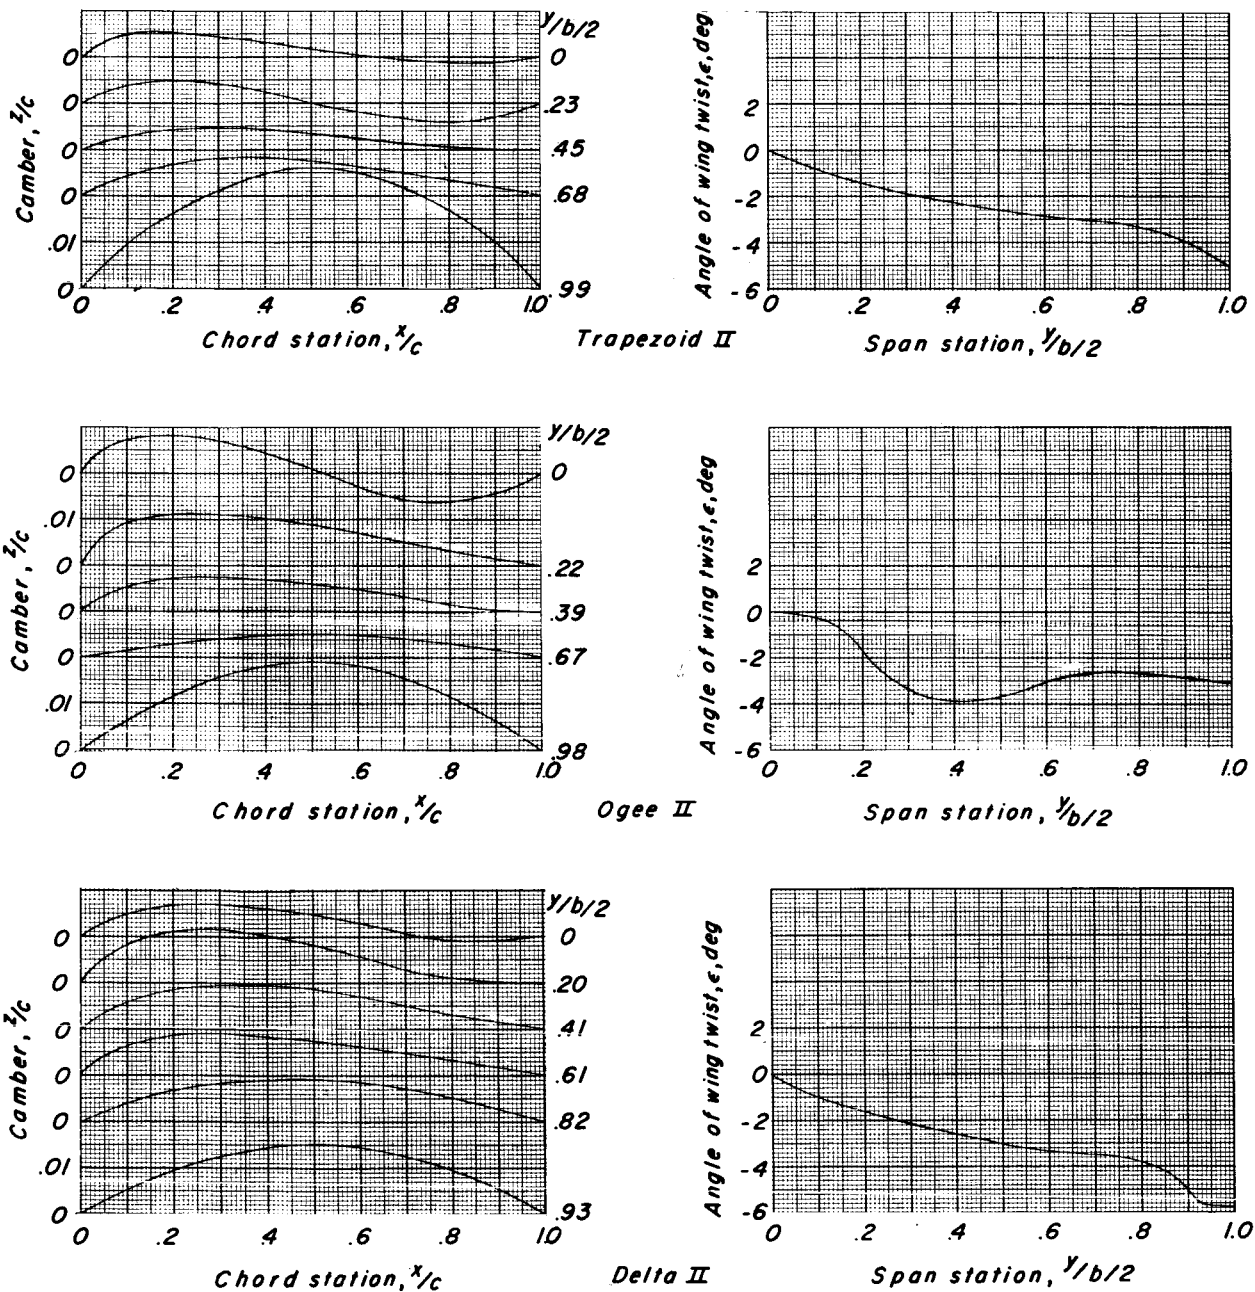 Camber, z/c
0
0
0
0
.01
0
y/b/2
0
.23
.45
.68
.99
0 .2 .4 .6 .8 1.0
Chord station, x/c
Trapezoid II
Angle of wing twist, ε, deg
2
0
-2
-4
-6
0 .2 .4 .6 .8 1.0
Span station, y/b/2
Camber, z/c
0
.01
0
0
0
.01
0
y/b/2
0
.22
.39
.67
.98
0 .2 .4 .6 .8 1.0
Chord station, x/c
Ogee II
Angle of wing twist, ε, deg
2
0
-2
-4
-6
0 .2 .4 .6 .8 1.0
Span station, y/b/2
Camber, z/c
0
0
0
0
0
.01
0
y/b/2
0
.20
.41
.61
.82
.93
0 .2 .4 .6 .8 1.0
Chord station, x/c
Delta II
Angle of wing twist, ε, deg
2
0
-2
-4
-6
0 .2 .4 .6 .8 1.0
Span station, y/b/2